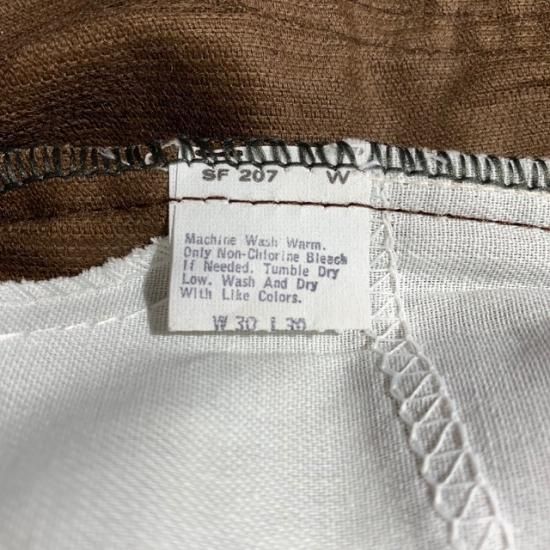 SF 207 W
Machine Wash Warm.
Only Non-Chlorine Bleach
If Needed. Tumble Dry
Low. Wash And Dry
With Like Colors.
W 30 L 30